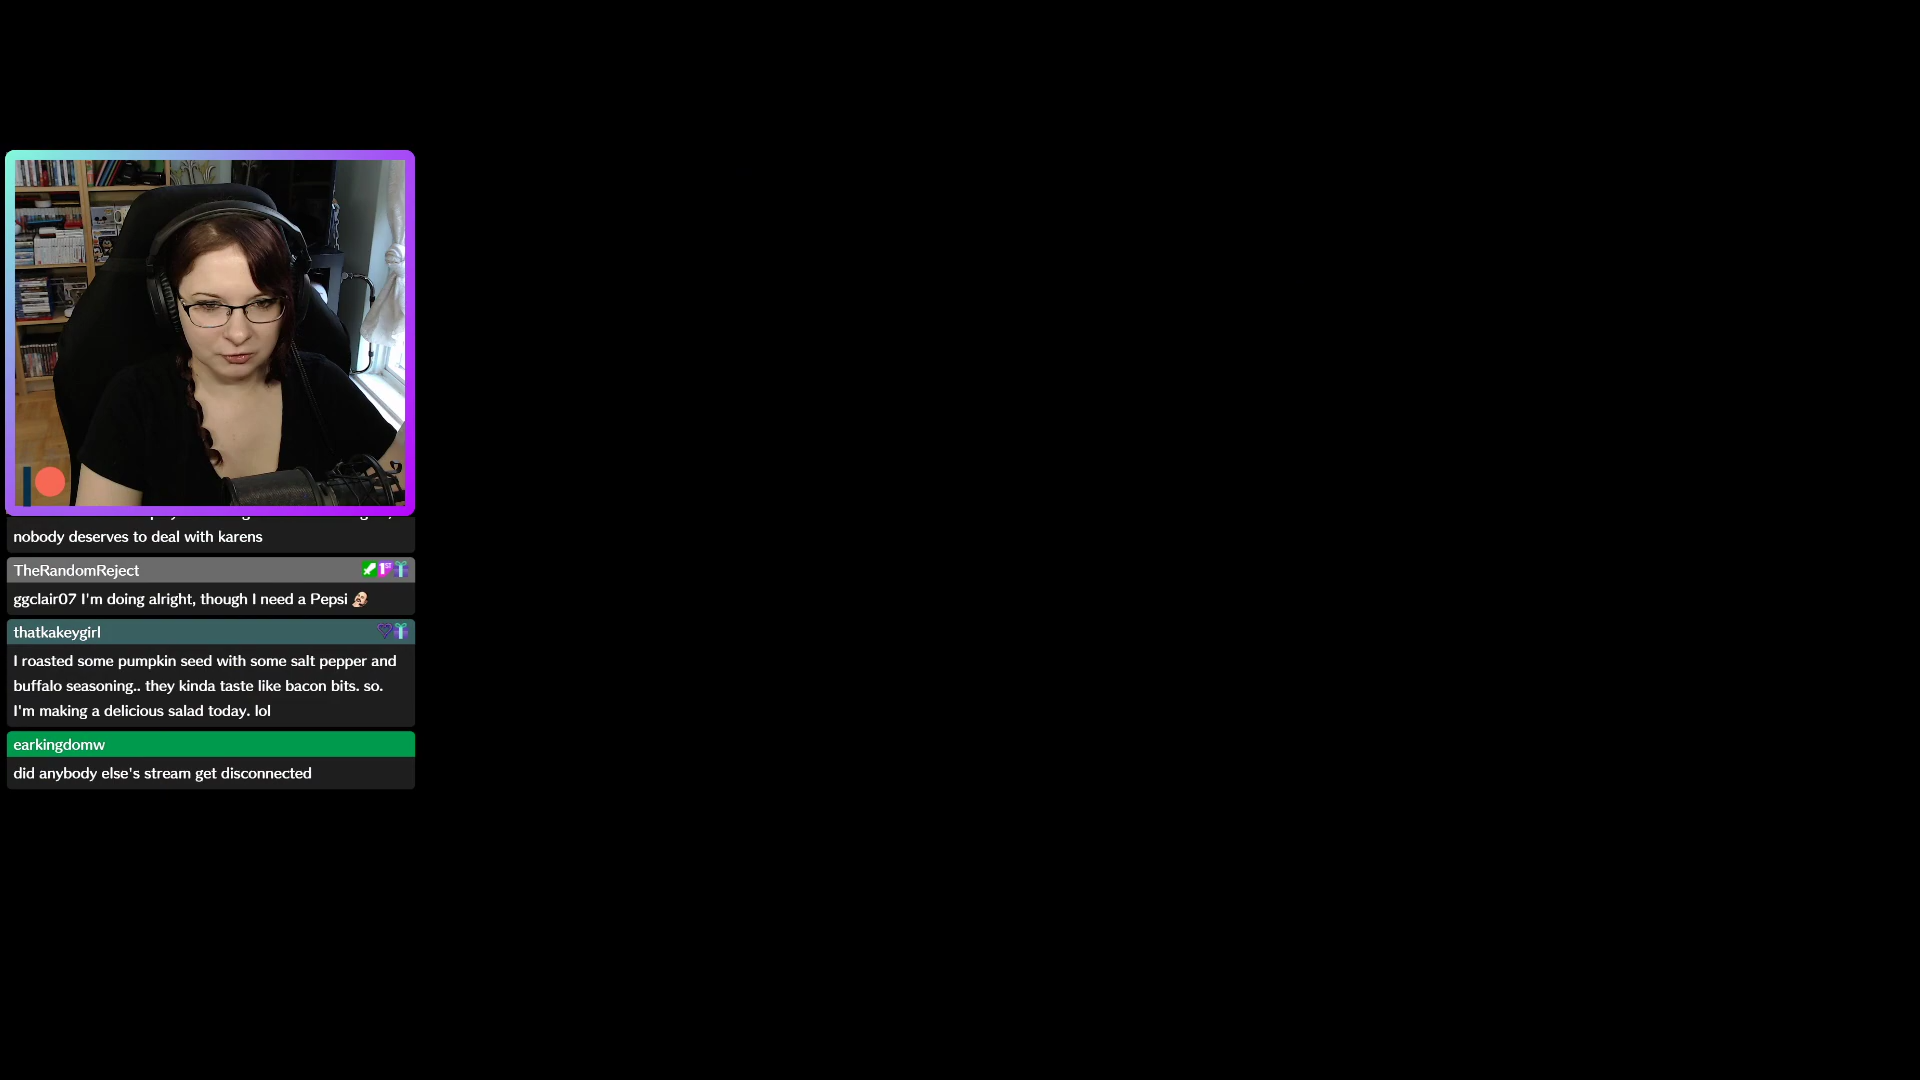 nobody deserves to deal with karens
TheRandomReject
ggclair07 I'm doing alright, though I need a Pepsi
thatkakeygirl
I roasted some pumpkin seed with some salt pepper and
buffalo seasoning.. they kinda taste like bacon bits. so.
I'm making a delicious salad today. lol
earkingdomw
did anybody else's stream get disconnected